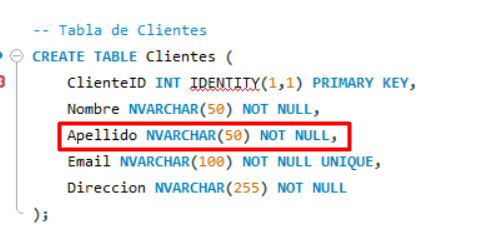 -- Tabla de Clientes
CREATE TABLE Clientes (
ClienteID INT IDENTITY(1,1) PRIMARY KEY,
Nombre NVARCHAR(50) NOT NULL,
Apellido NVARCHAR(50) NOT NULL,
Email NVARCHAR(100) NOT NULL UNIQUE,
Direccion NVARCHAR(255) NOT NULL
);